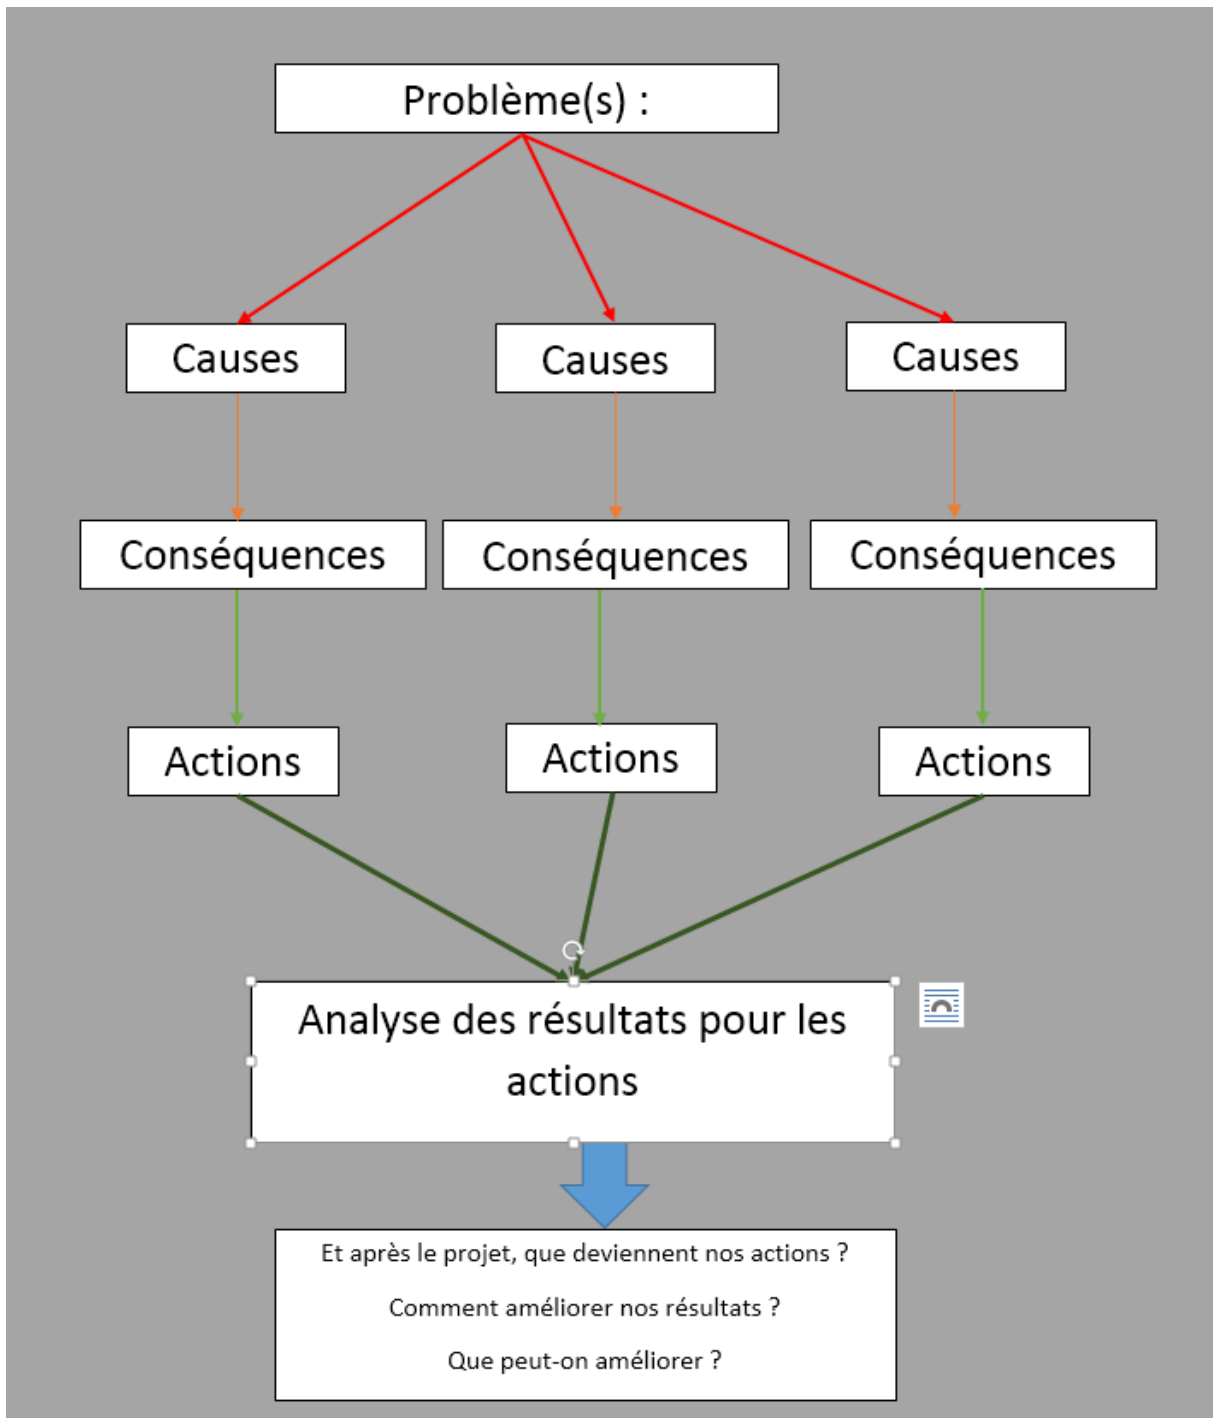 Problème(s) :
Causes
Causes
Causes
Conséquences
Conséquences
Conséquences
Actions
Actions
Actions
Analyse des résultats pour les
actions
Et après le projet, que deviennent nos actions ?
Comment améliorer nos résultats ?
Que peut-on améliorer ?